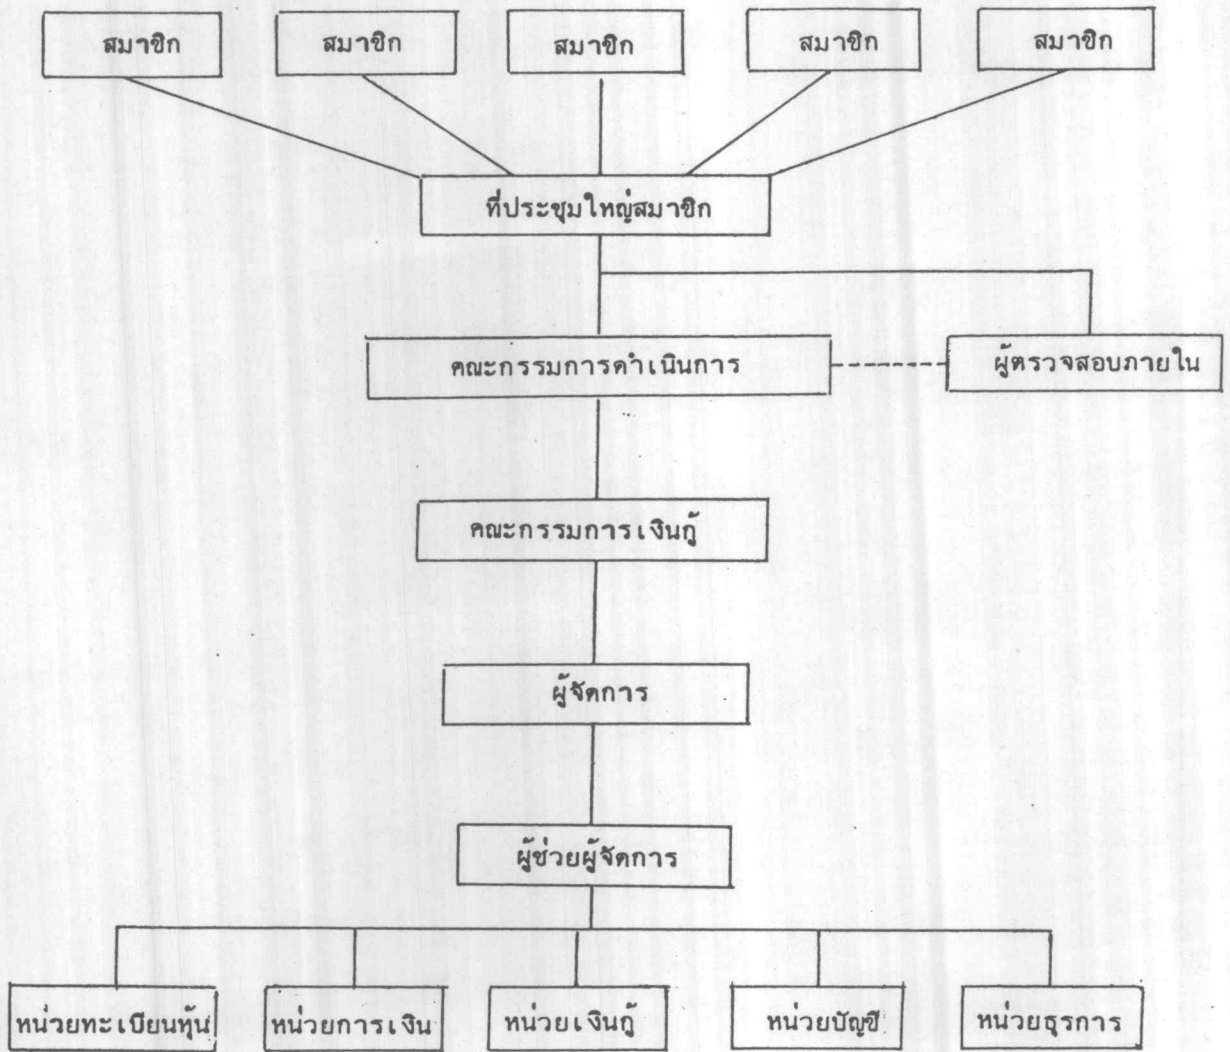 สมาชิก สมาชิก สมาชิก สมาชิก สมาชิก
ที่ประชุมใหญ่สมาชิก
คณะกรรมการดำเนินการ ผู้ตรวจสอบภายใน
คณะกรรมการเงินกู้
ผู้จัดการ
ผู้ช่วยผู้จัดการ
หน่วยทะเบียนหุ้น หน่วยการเงิน หน่วยเงินกู้ หน่วยบัญชี หน่วยธุรการ